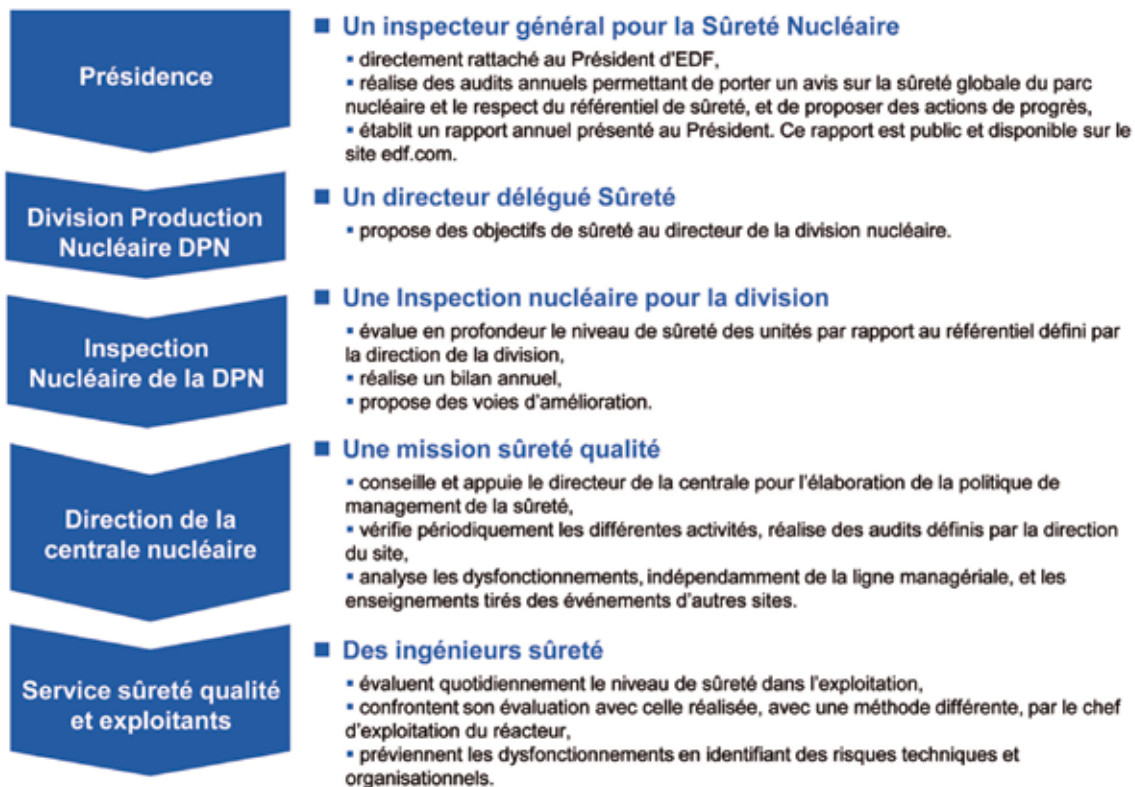 Présidence
Un inspecteur général pour la Sûreté Nucléaire
directement rattaché au Président d'EDF,
réalise des audits annuels permettant de porter un avis sur la sûreté globale du parc
nucléaire et le respect du référentiel de sûreté, et de proposer des actions de progrès,
établit un rapport annuel présenté au Président. Ce rapport est public et disponible sur le
site edf.com.
Division Production
Nucléaire DPN
Un directeur délégué Sûreté
propose des objectifs de sûreté au directeur de la division nucléaire.
Inspection
Nucléaire de la DPN
Une Inspection nucléaire pour la division
évalue en profondeur le niveau de sûreté des unités par rapport au référentiel défini par
la direction de la division,
réalise un bilan annuel,
propose des voies d'amélioration.
Direction de la
centrale nucléaire
Une mission sûreté qualité
conseille et appuie le directeur de la centrale pour l'élaboration de la politique de
management de la sûreté,
vérifie périodiquement les différentes activités, réalise des audits définis par la direction
du site,
analyse les dysfonctionnements, indépendamment de la ligne managériale, et les
enseignements tirés des événements d'autres sites.
Service sûreté qualité
et exploitants
Des ingénieurs sûreté
évaluent quotidiennement le niveau de sûreté dans l'exploitation,
confrontent son évaluation avec celle réalisée, avec une méthode différente, par le chef
d'exploitation du réacteur,
préviennent les dysfonctionnements en identifiant des risques techniques et
organisationnels.